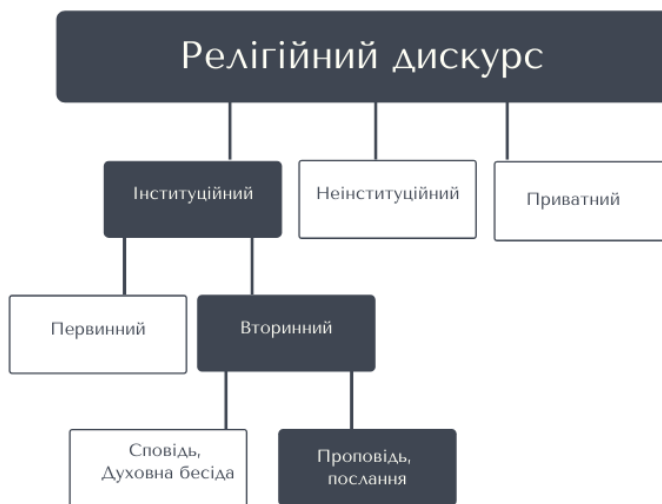 Релігійний дискурс
Інституційний
Неінституційний
Приватний
Первинний
Вторинний
Сповідь,
Духовна бесіда
Проповідь,
послання